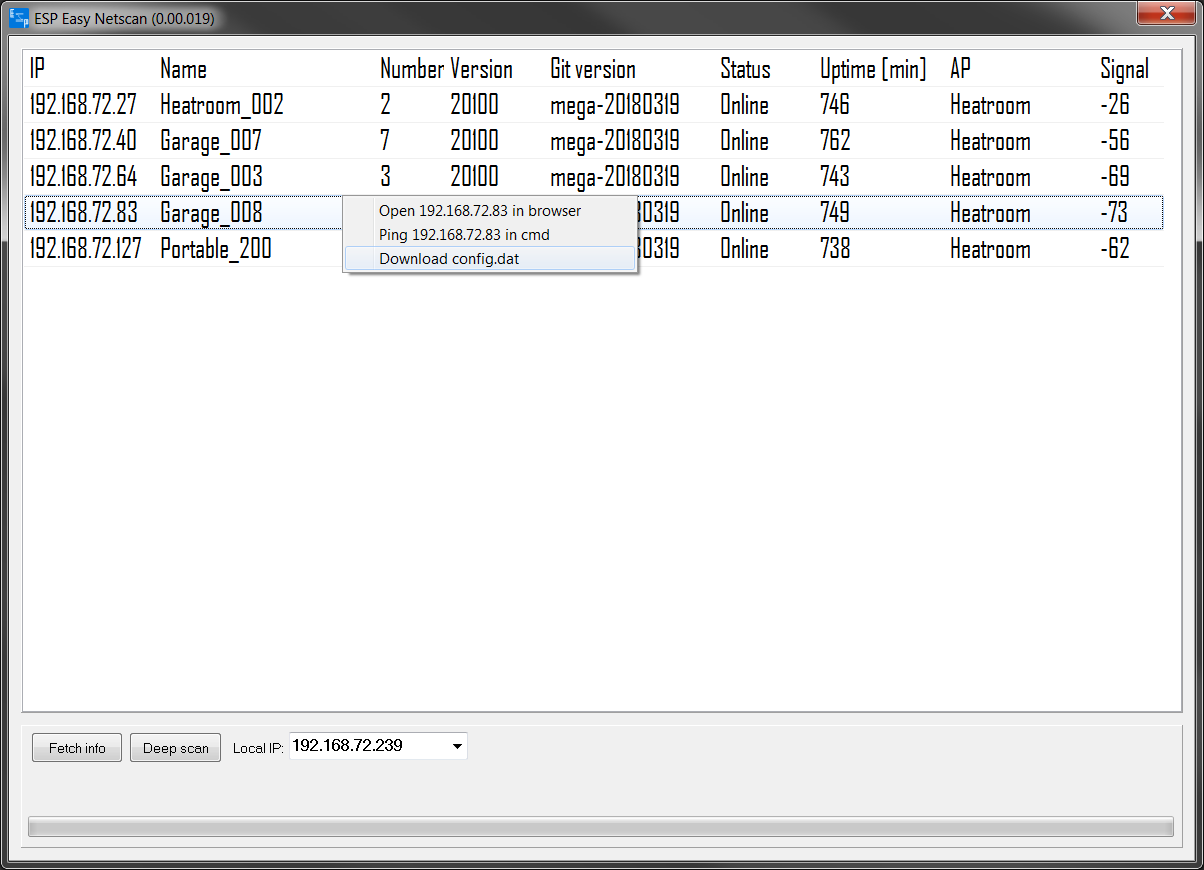 ESP Easy Netscan (0.00.019)
IP Name Number Version Git version Status Uptime [min] AP Signal
192.168.72.27 Heatroom_002 2 20100 mega-20180319 Online 746 Heatroom -26
192.168.72.40 Garage_007 7 20100 mega-20180319 Online 762 Heatroom -56
192.168.72.64 Garage_003 3 20100 mega-20180319 Online 743 Heatroom -69
192.168.72.83 Garage_008 Online 749 Heatroom -73
Open 192.168.72.83 in browser
Ping 192.168.72.83 in cmd
192.168.72.127 Portable_200 Online 738 Heatroom -62
Download config.dat
Fetch info Deep scan Local IP: 192.168.72.239